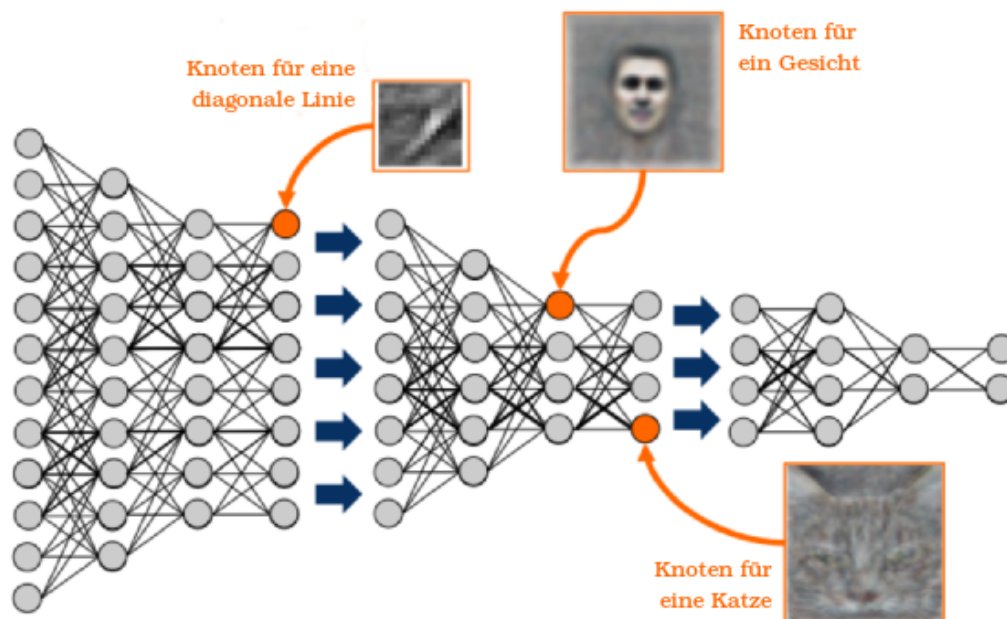 Knoten für eine
diagonale Linie
Knoten für
ein Gesicht
Knoten für
eine Katze